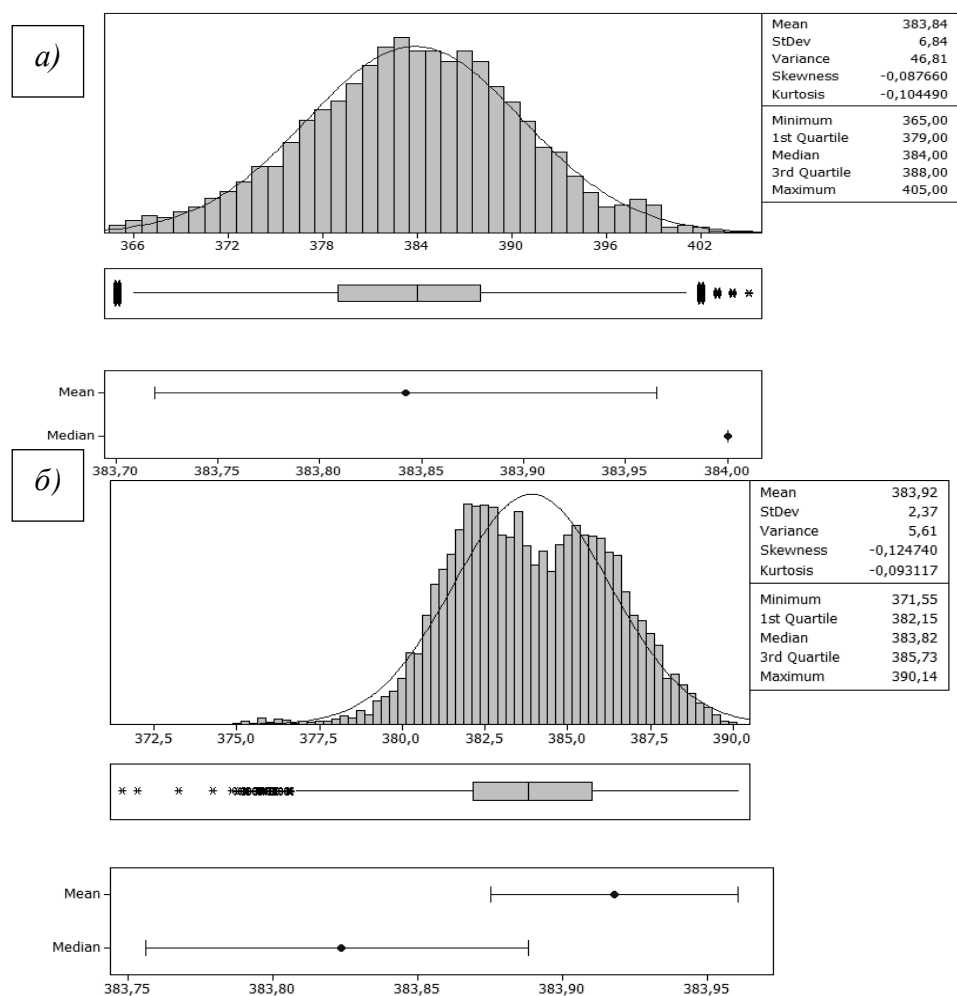 а)
Mean 383,84
StDev 6,84
Variance 46,81
Skewness -0,087660
Kurtosis -0,104490
Minimum 365,00
1st Quartile 379,00
Median 384,00
3rd Quartile 388,00
Maximum 405,00
366 372 378 384 390 396 402
Mean
Median
383,70 383,75 383,80 383,85 383,90 383,95 384,00
б)
Mean 383,92
StDev 2,37
Variance 5,61
Skewness -0,124740
Kurtosis -0,093117
Minimum 371,55
1st Quartile 382,15
Median 383,82
3rd Quartile 385,73
Maximum 390,14
372,5 375,0 377,5 380,0 382,5 385,0 387,5 390,0
Mean
Median
383,75 383,80 383,85 383,90 383,95